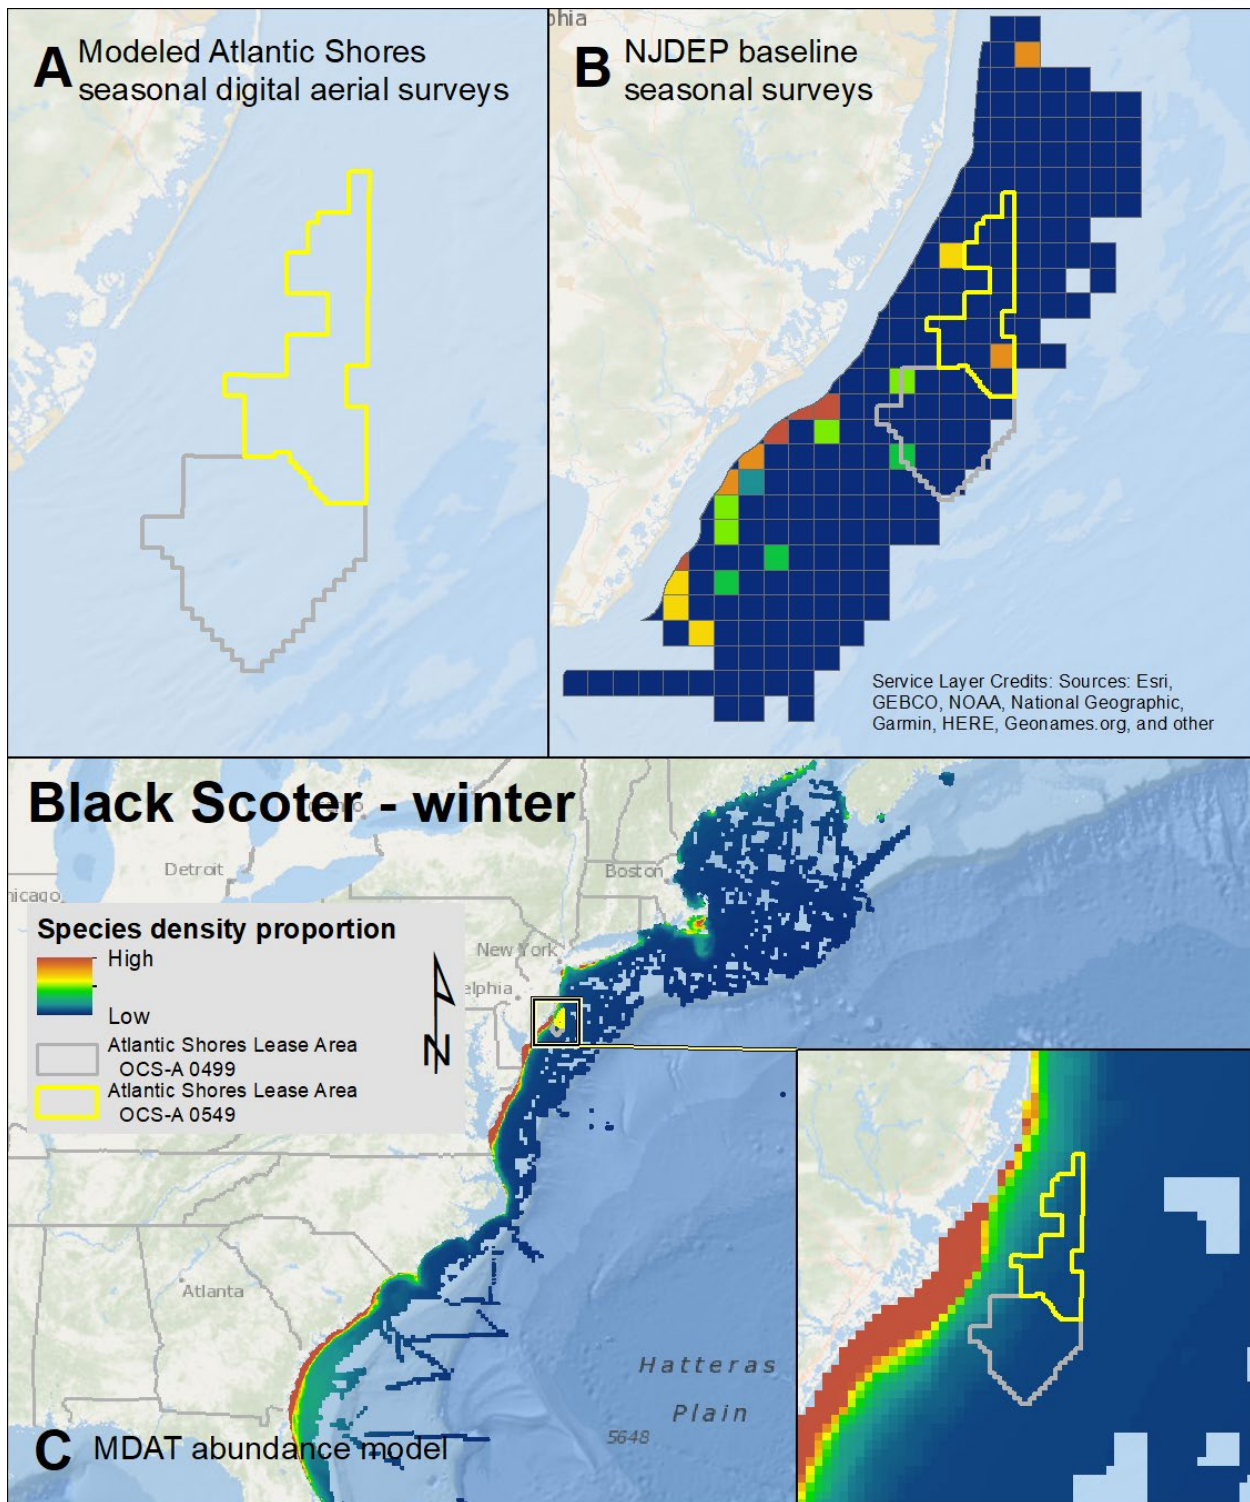 phia
A Modeled Atlantic Shores
seasonal digital aerial surveys
B NJDEP baseline
seasonal surveys
Service Layer Credits: Sources: Esri,
GEBCO, NOAA, National Geographic,
Garmin, HERE, Geonames.org, and other
Black Scoter - winter
Detroit
Boston
hicago
Species density proportion
High
Low
Atlantic Shores Lease Area
OCS-A 0499
Atlantic Shores Lease Area
OCS-A 0549
N
New York
elphia
Atlanta
Hatteras
Plain
5648
C MDAT abundance model